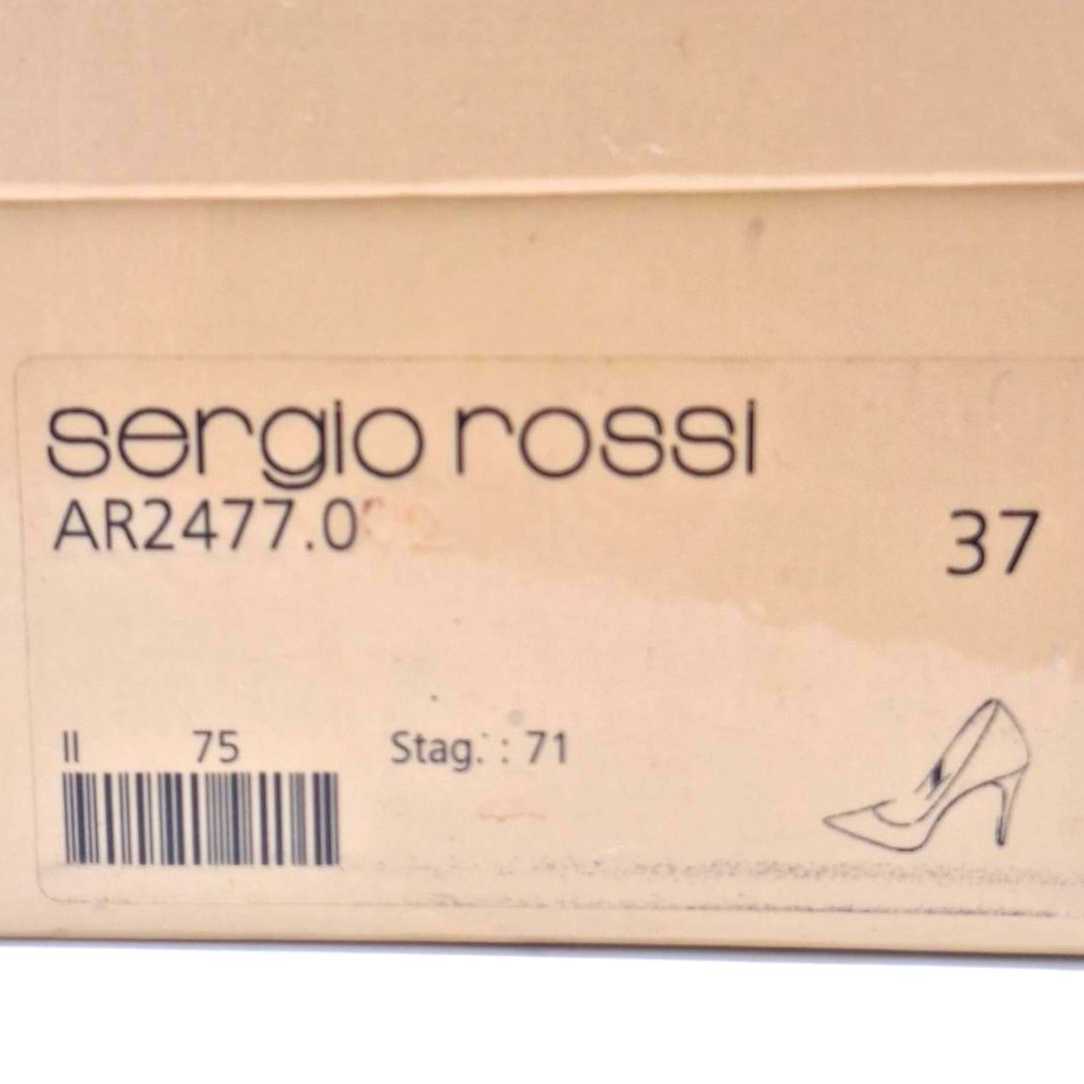 sergio rossi
AR2477.0
37
II 75 Stag. : 71